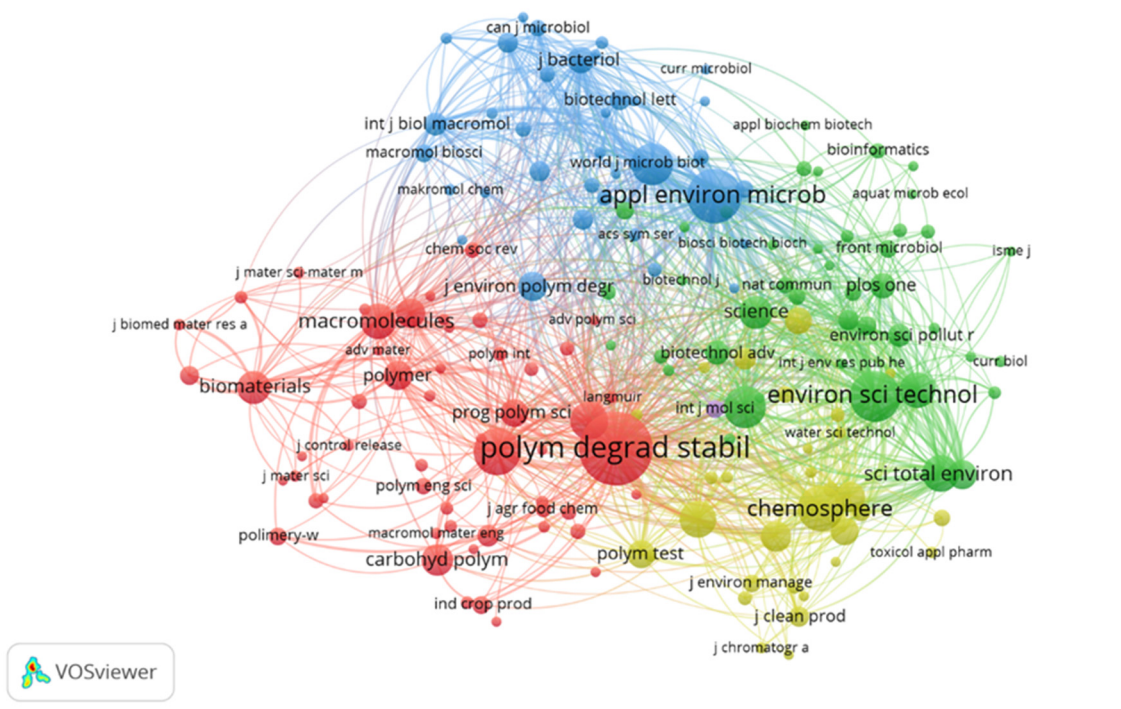 can j microbiol
j bacteriol
curr microbiol
biotechnol lett
int j biol macromol
appl biochem biotech
macromol biosci
bioinformatics
world j microb biot
makromol chem
appl environ microb
aquat microb ecol
acs sym ser
biosci biotech bioch
chem soc rev
front microbiol
isme j
j mater sci-mater m
j environ polym degr
biotechnol j
nat commun
plos one
science
j biomed mater res a
macromolecules
adv polym sci
environ sci pollut r
adv mater
polym int
biotechnol adv
int j env res pub he
curr biol
polymer
biomaterials
langmuir
environ sci technol
prog polym sci
int j mol sci
water sci technol
j control release
polym degrad stabil
j mater sci
sci total environ
polym eng sci
j agr food chem
chemosphere
polimery-w
macromol mater eng
carbohyd polym
polym test
toxicol appl pharm
j environ manage
ind crop prod
j clean prod
j chromatogr a
VOSviewer